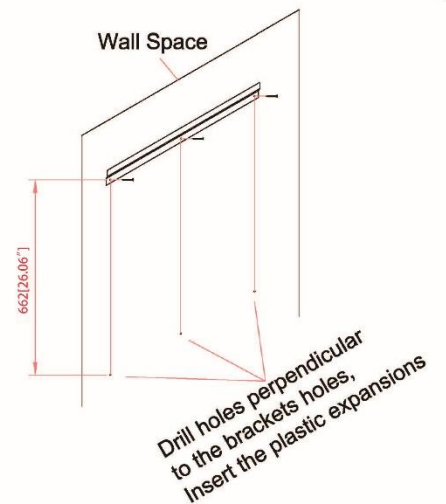 Wall Space
662[26.06"]
Drill holes perpendicular
to the brackets holes,
Insert the plastic expansions